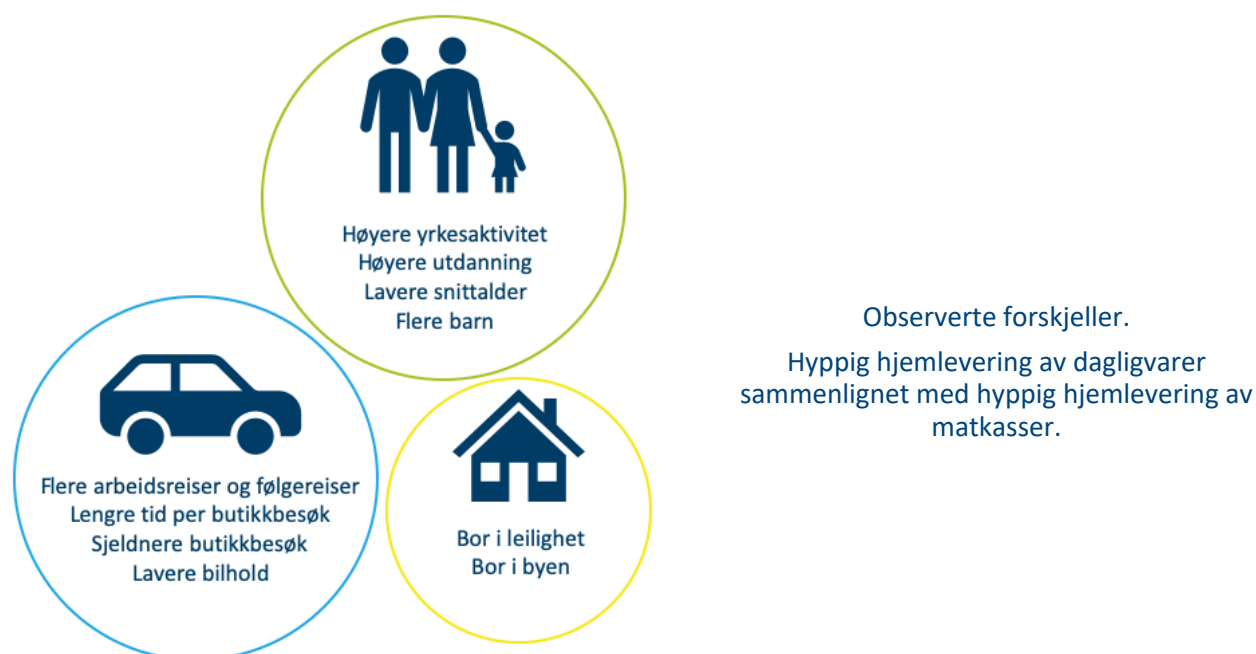 Høyere yrkesaktivitet
Høyere utdanning
Lavere snittalder
Flere barn
Flere arbeidsreiser og følgereiser
Lengre tid per butikkbesøk
Sjeldnere butikkbesøk
Lavere bilhold
Bor i leilighet
Bor i byen
Observerte forskjeller.
Hyppig hjemlevering av dagligvarer
sammenlignet med hyppig hjemlevering av
matkasser.